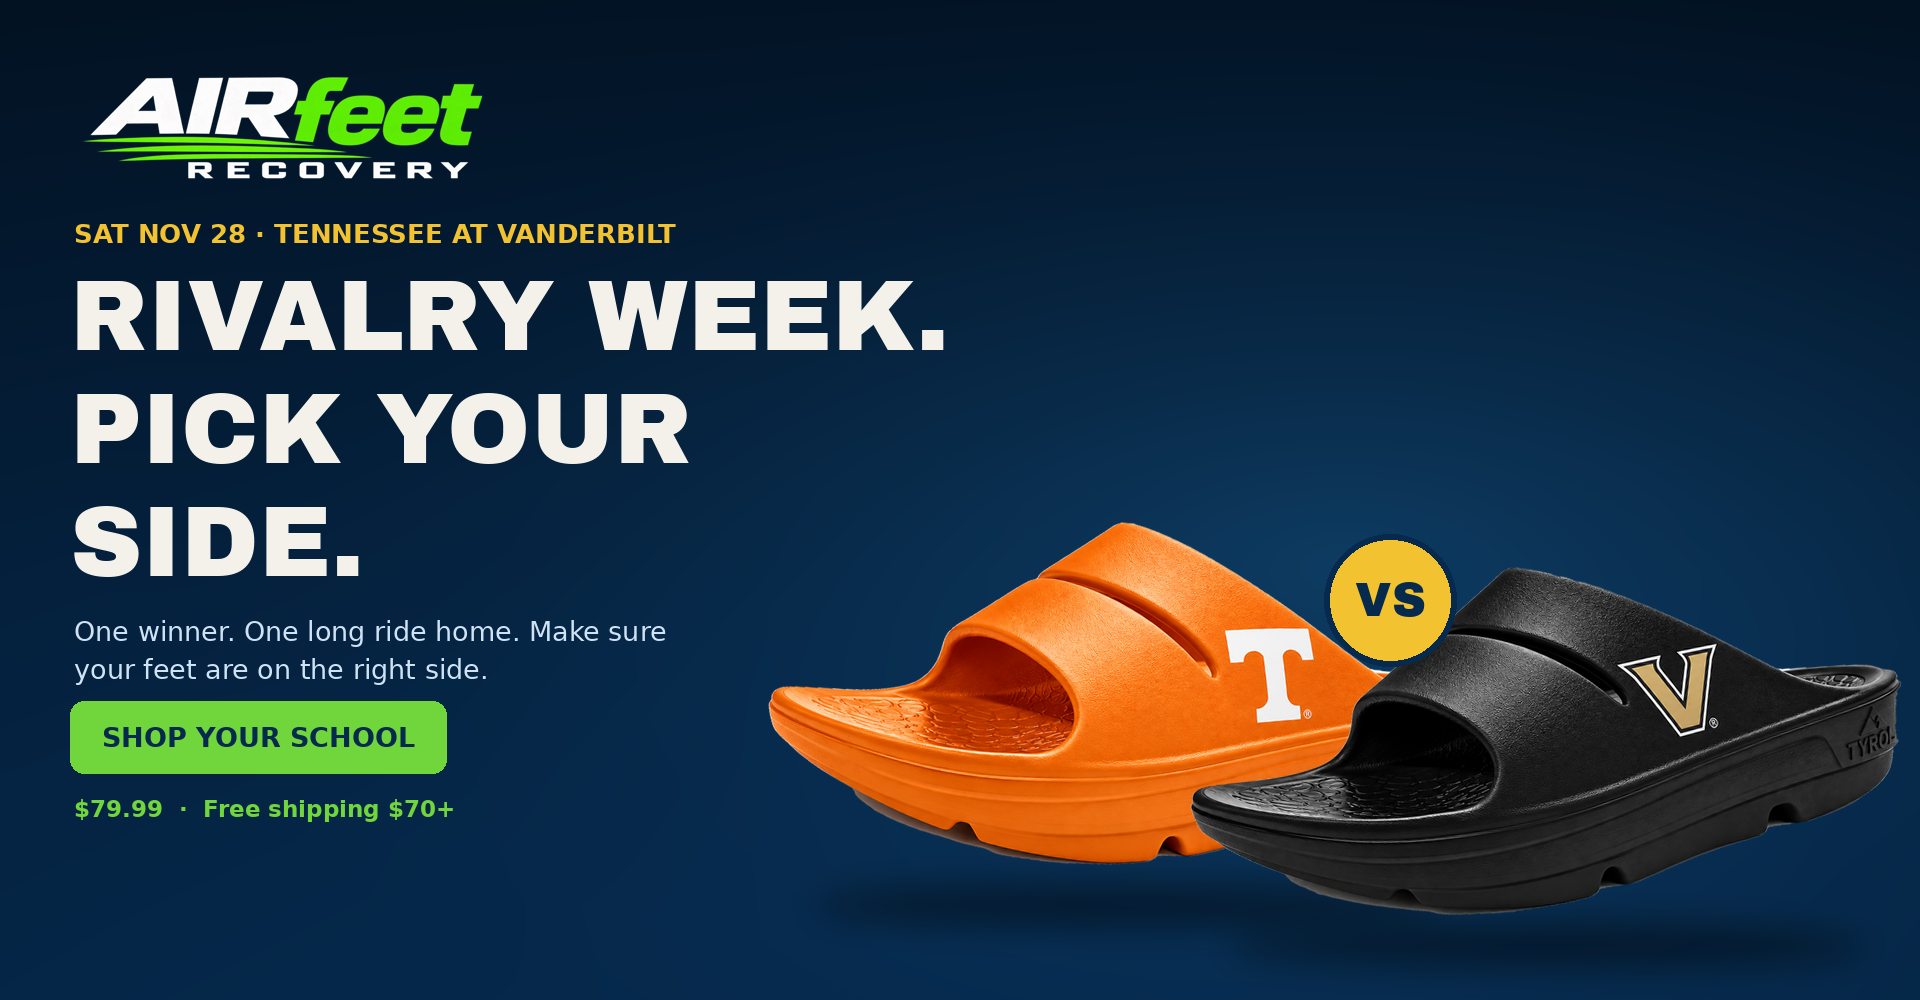 AIRfeet
RECOVERY
SAT NOV 28 · TENNESSEE AT VANDERBILT
RIVALRY WEEK.
PICK YOUR
SIDE.
One winner. One long ride home. Make sure
your feet are on the right side.
SHOP YOUR SCHOOL
$79.99 · Free shipping $70+
T®
VS
V®